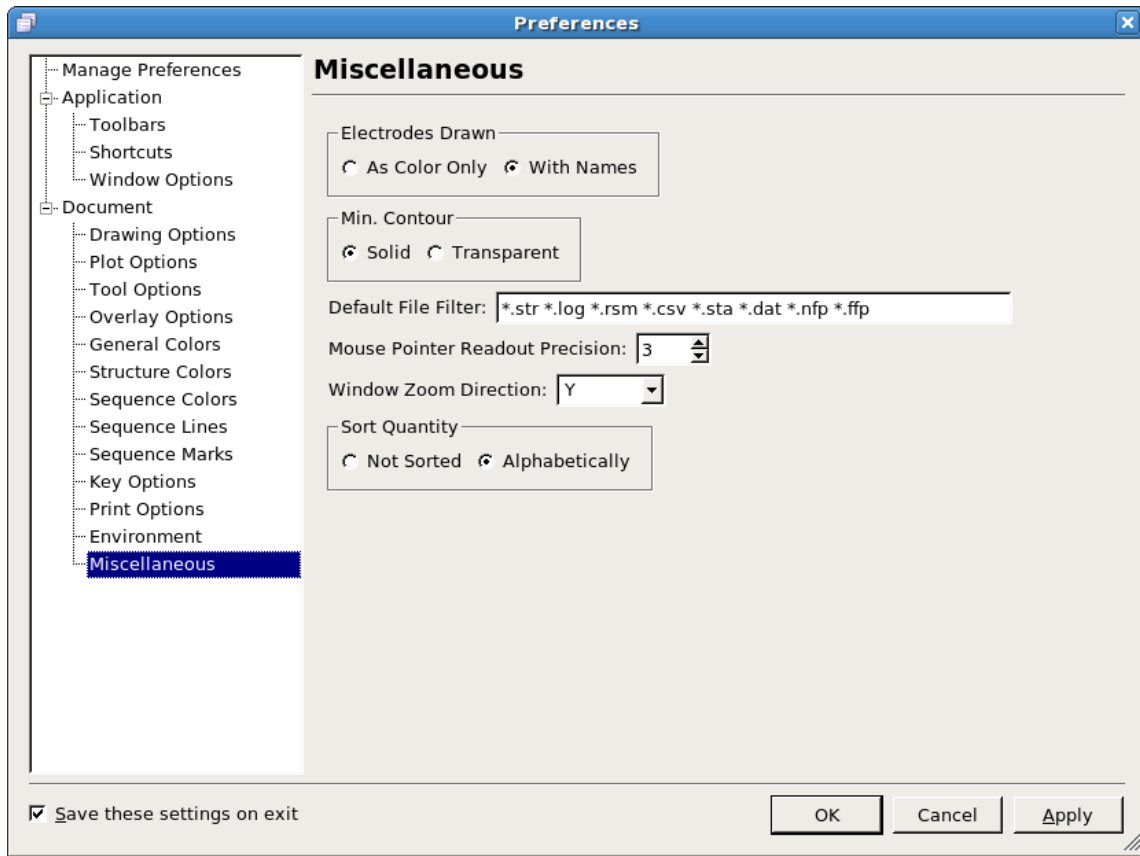 Preferences
Manage Preferences
Application
Toolbars
Shortcuts
Window Options
Document
Drawing Options
Plot Options
Tool Options
Overlay Options
General Colors
Structure Colors
Sequence Colors
Sequence Lines
Sequence Marks
Key Options
Print Options
Environment
Miscellaneous
Miscellaneous
Electrodes Drawn
As Color Only With Names
Min. Contour
Solid Transparent
Default File Filter: *.str *.log *.rsm *.csv *.sta *.dat *.nfp *.ffp
Mouse Pointer Readout Precision: 3
Window Zoom Direction: Y
Sort Quantity
Not Sorted Alphabetically
Save these settings on exit
OK Cancel Apply